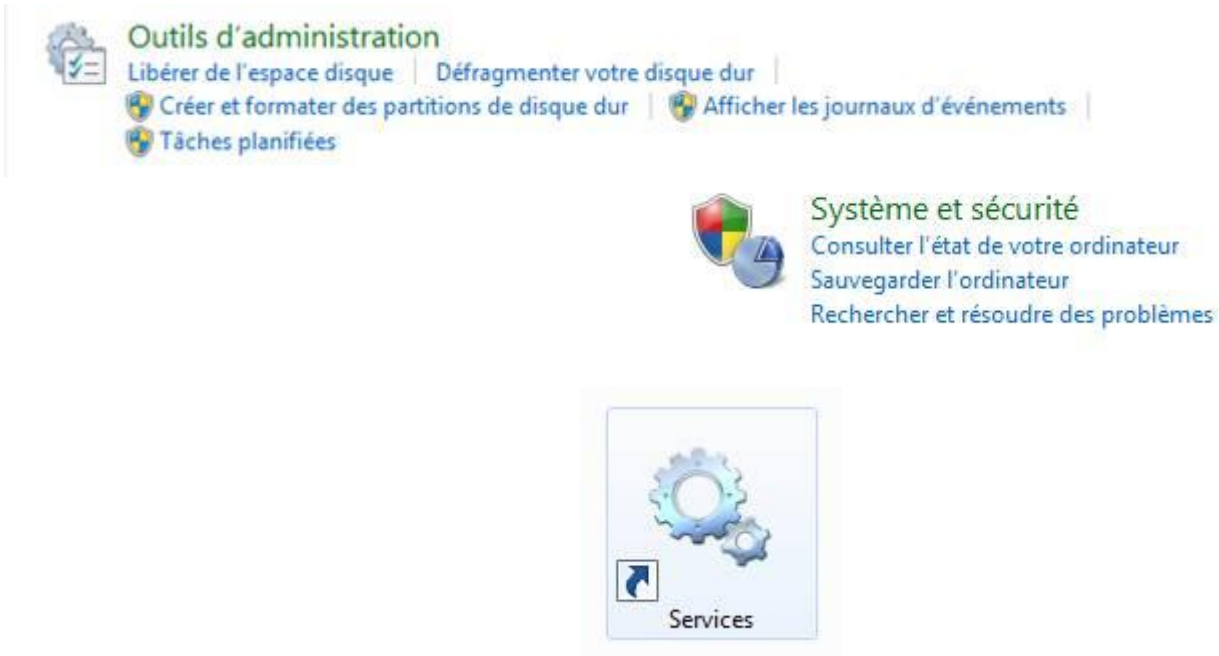 Outils d'administration
Libérer de l'espace disque Défragmenter votre disque dur
Créer et formater des partitions de disque dur Afficher les journaux d'événements
Tâches planifiées
Système et sécurité
Consulter l'état de votre ordinateur
Sauvegarder l'ordinateur
Rechercher et résoudre des problèmes
Services